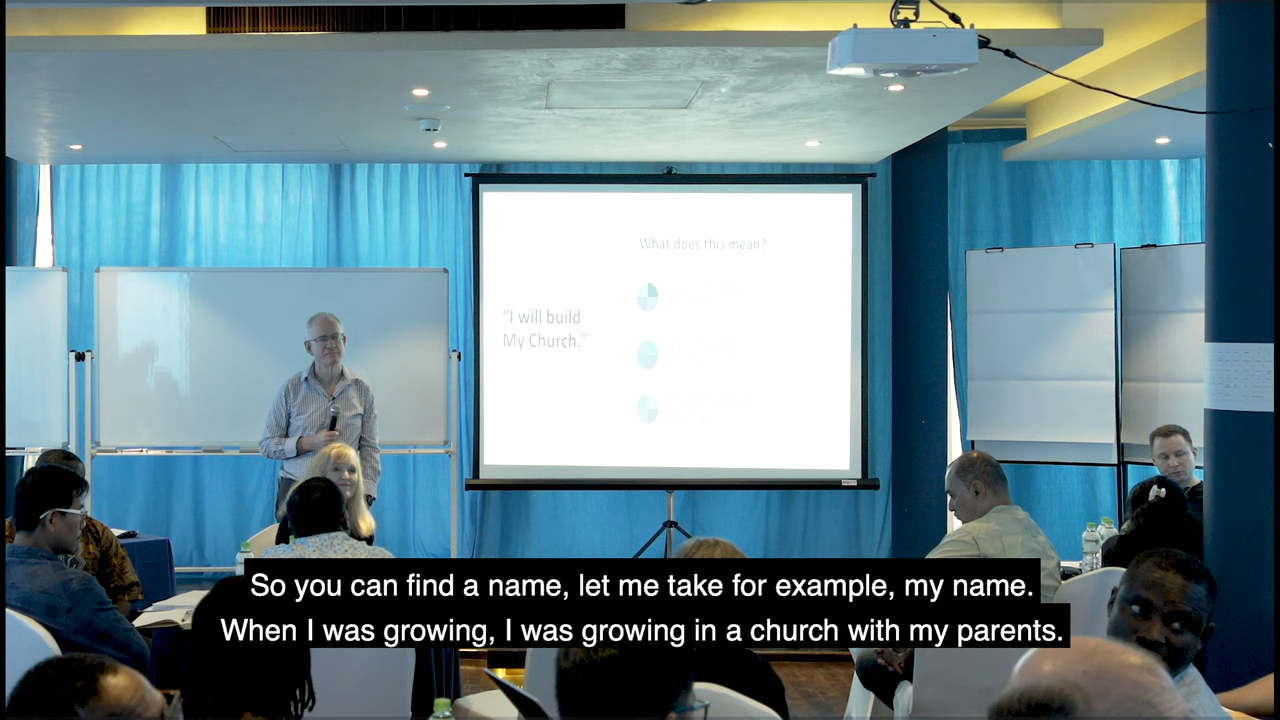 What does this mean?
“I will build
My Church.”
So you can find a name, let me take for example, my name.
When I was growing, I was growing in a church with my parents.